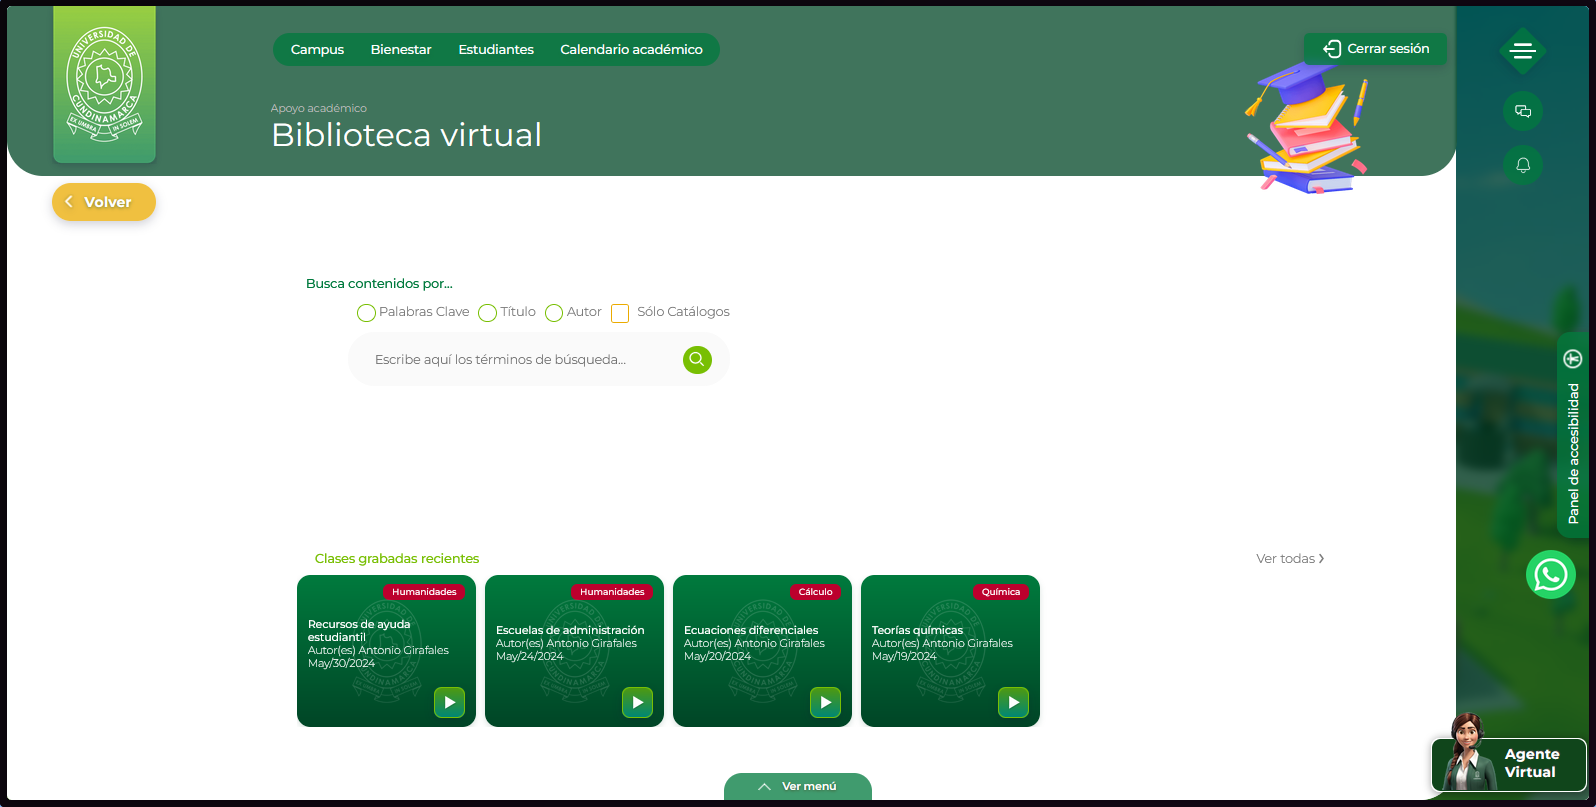 UNIVERSIDAD DE
CUNDINAMARCA
EX UMBRA IN SOLEM
Campus Bienestar Estudiantes Calendario académico
Cerrar sesión
Apoyo académico
Biblioteca virtual
Volver
Busca contenidos por...
Palabras Clave Título Autor Sólo Catálogos
Escribe aquí los términos de búsqueda...
Panel de accesibilidad
Clases grabadas recientes
Ver todas
Humanidades
Recursos de ayuda
estudiantil
Autor(es) Antonio Girafales
May/30/2024
Humanidades
Escuelas de administración
Autor(es) Antonio Girafales
May/24/2024
Cálculo
Ecuaciones diferenciales
Autor(es) Antonio Girafales
May/20/2024
Química
Teorías químicas
Autor(es) Antonio Girafales
May/19/2024
Agente
Virtual
Ver menú